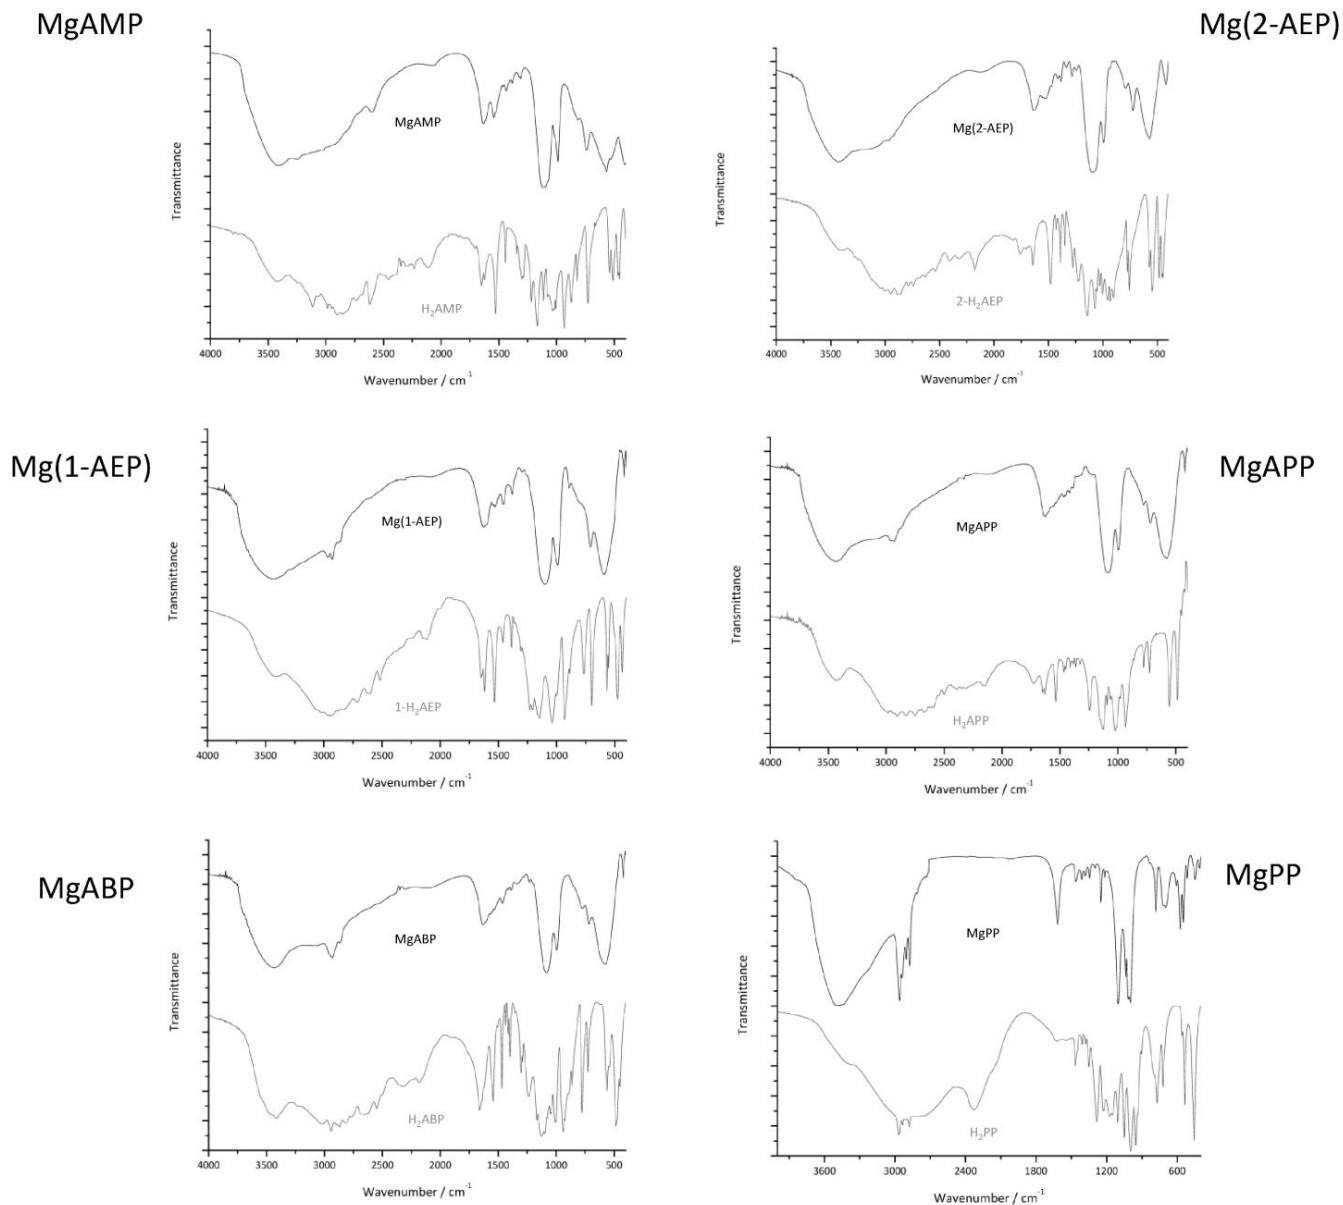 MgAMP
Mg(2-AEP)
MgAMP
H₂AMP
Transmittance
4000 3500 3000 2500 2000 1500 1000 500
Wavenumber / cm⁻¹
Mg(2-AEP)
2-H₂AEP
Transmittance
4000 3500 3000 2500 2000 1500 1000 500
Wavenumber / cm⁻¹
Mg(1-AEP)
MgAPP
Mg(1-AEP)
1-H₂AEP
Transmittance
4000 3500 3000 2500 2000 1500 1000 500
Wavenumber / cm⁻¹
MgAPP
H₂APP
Transmittance
4000 3500 3000 2500 2000 1500 1000 500
Wavenumber / cm⁻¹
MgABP
MgPP
MgABP
H₂ABP
Transmittance
4000 3500 3000 2500 2000 1500 1000 500
Wavenumber / cm⁻¹
MgPP
H₂PP
Transmittance
3600 3000 2400 1800 1200 600
Wavenumber / cm⁻¹